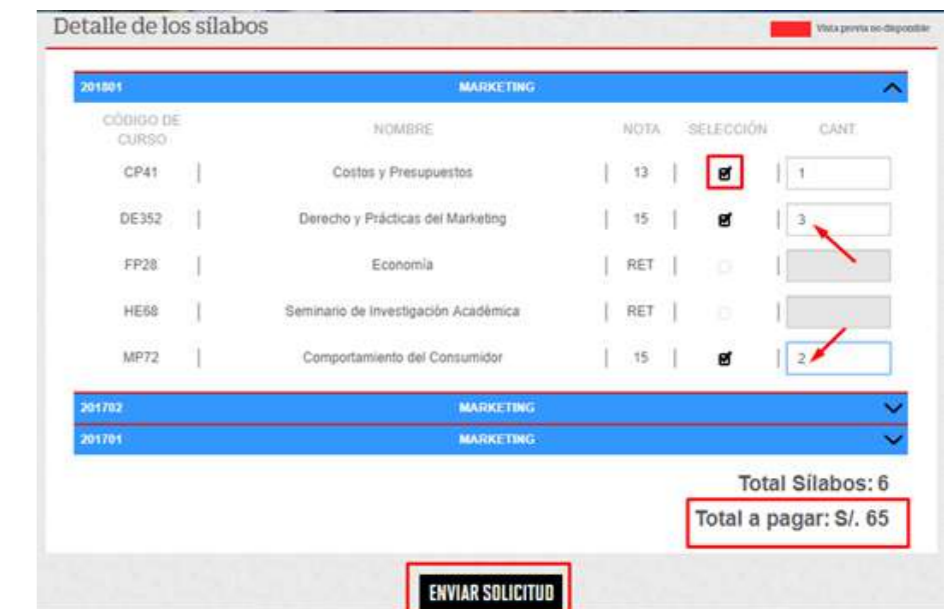 Detalle de los sílabos
Vista previa no disponible
201801 MARKETING
CÓDIGO DE CURSO NOMBRE NOTA SELECCIÓN CANT.
CP41 Costos y Presupuestos 13 1
DE352 Derecho y Prácticas del Marketing 15 3
FP28 Economía RET
HE68 Seminario de Investigación Académica RET
MP72 Comportamiento del Consumidor 15 2
201702 MARKETING
201701 MARKETING
Total Sílabos: 6
Total a pagar: S/. 65
ENVIAR SOLICITUD